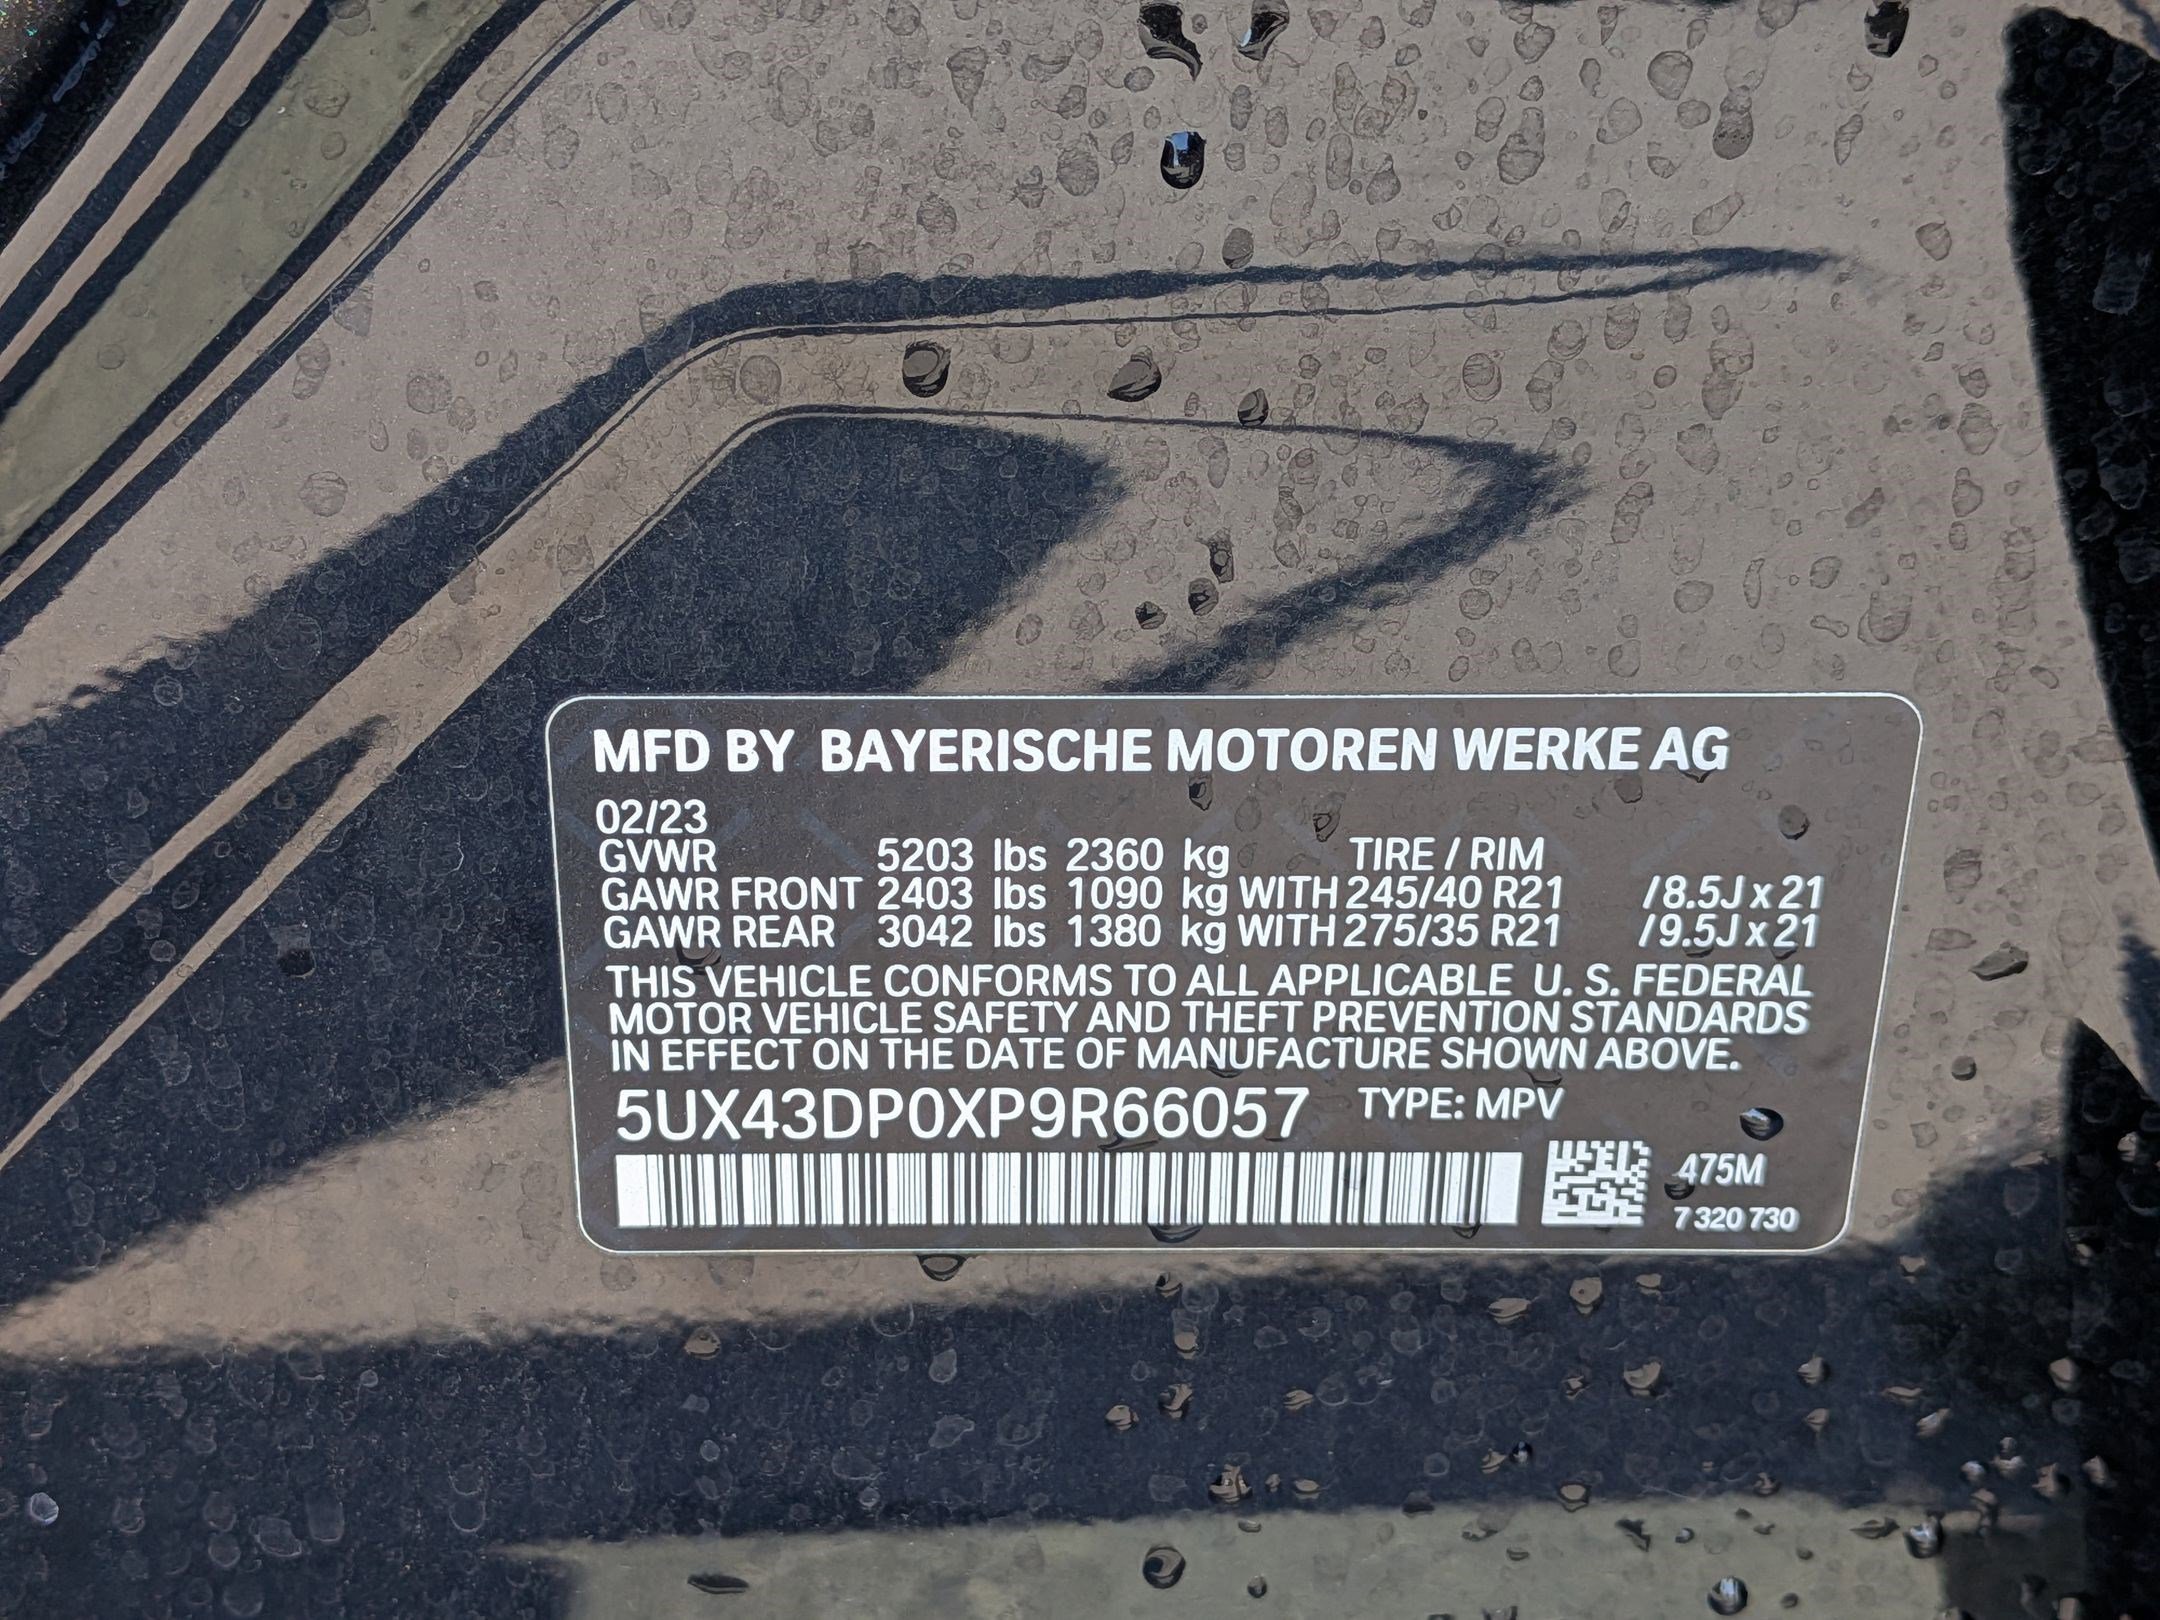 MFD BY BAYERISCHE MOTOREN WERKE AG
02/23
GVWR 5203 lbs 2360 kg TIRE / RIM
GAWR FRONT 2403 lbs 1090 kg WITH 245/40 R21 /8.5J x 21
GAWR REAR 3042 lbs 1380 kg WITH 275/35 R21 /9.5J x 21
THIS VEHICLE CONFORMS TO ALL APPLICABLE U. S. FEDERAL
MOTOR VEHICLE SAFETY AND THEFT PREVENTION STANDARDS
IN EFFECT ON THE DATE OF MANUFACTURE SHOWN ABOVE.
5UX43DP0XP9R66057 TYPE: MPV
475M
7 320 730